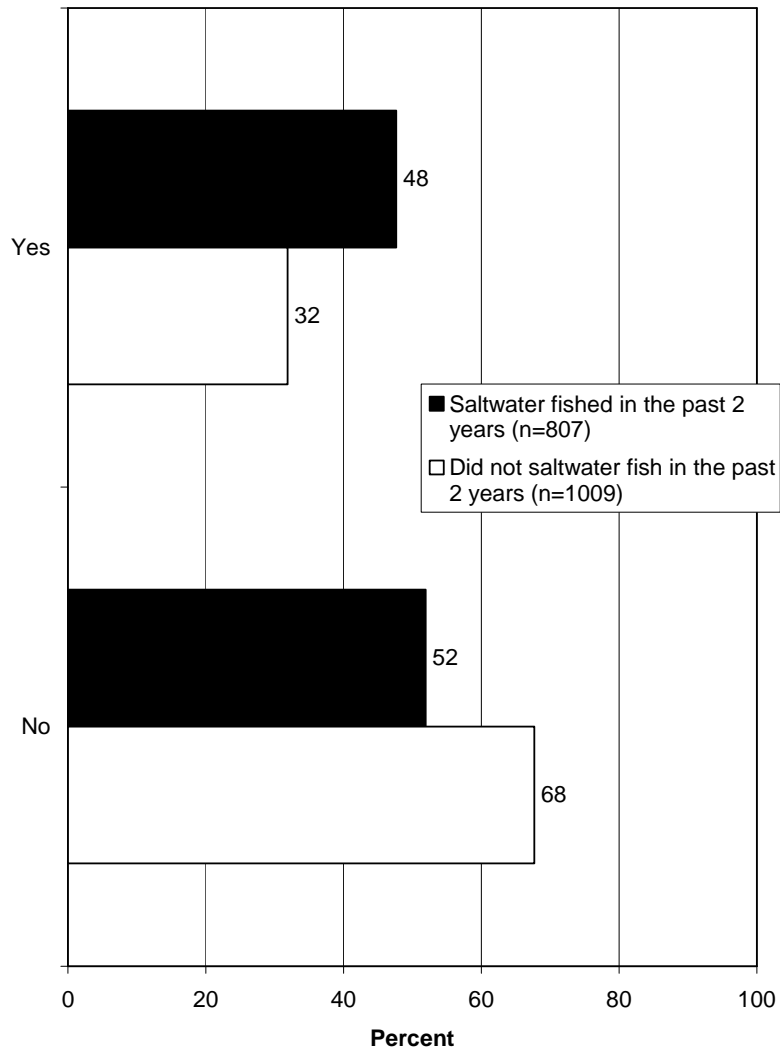 48
Yes
32
Saltwater fished in the past 2
years (n=807)
Did not saltwater fish in the past
2 years (n=1009)
52
No
68
0 20 40 60 80 100
Percent